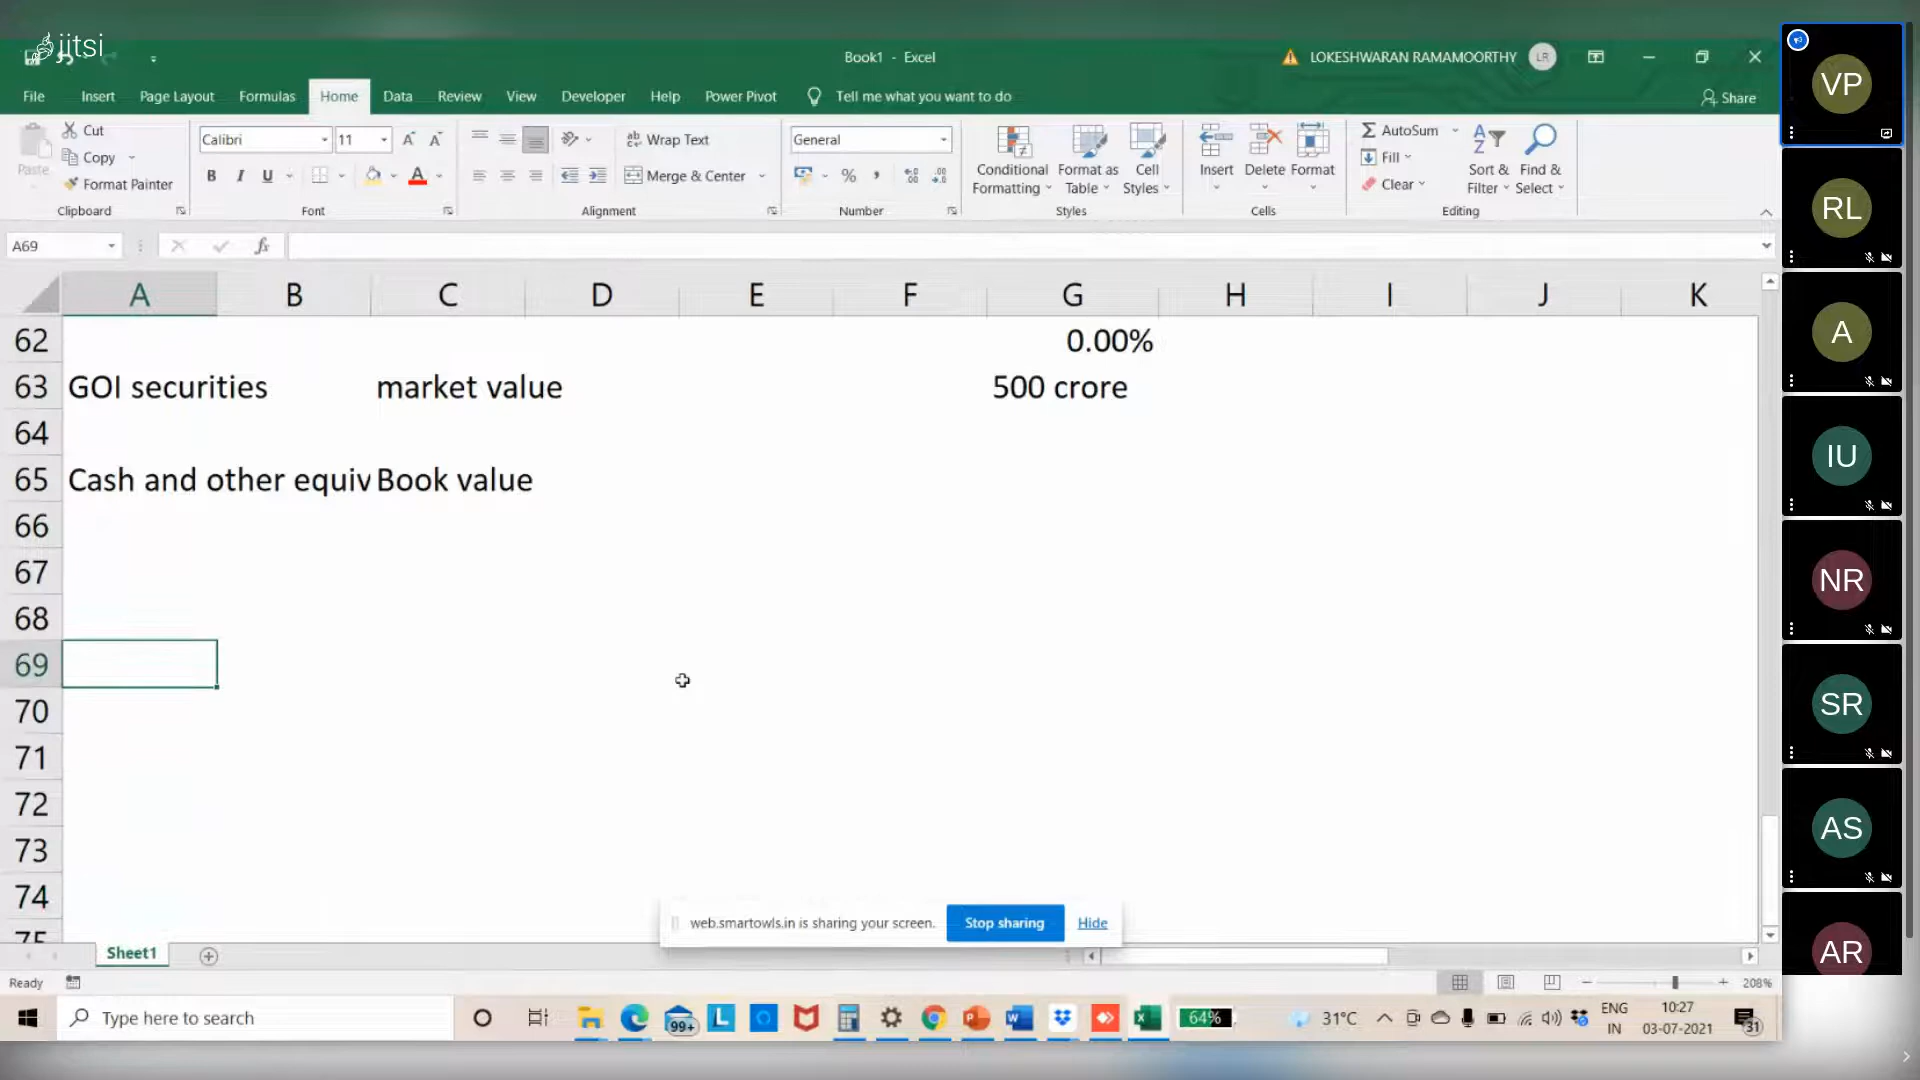 jitsi
Book1 - Excel
LOKESHWARAN RAMAMOORTHY LR
File Insert Page Layout Formulas Home Data Review View Developer Help Power Pivot Tell me what you want to do Share
Cut
Copy
Format Painter
Paste
Clipboard
Calibri 11
B I U
Font
Wrap Text
Merge & Center
Alignment
General
Number
Conditional Formatting
Format as Table
Cell Styles
Styles
Insert Delete Format
Cells
AutoSum
Fill
Clear
Sort & Filter
Find & Select
Editing
A69 fx
A B C D E F G H I J K
62 0.00%
63 GOI securities market value 500 crore
64
65 Cash and other equiv Book value
66
67
68
69
70
71
72
73
74
75
web.smartowls.in is sharing your screen. Stop sharing Hide
Sheet1
Ready 208%
Type here to search 99+ 64% 31°C ENG IN 10:27 03-07-2021 31
VP
RL
A
IU
NR
SR
AS
AR